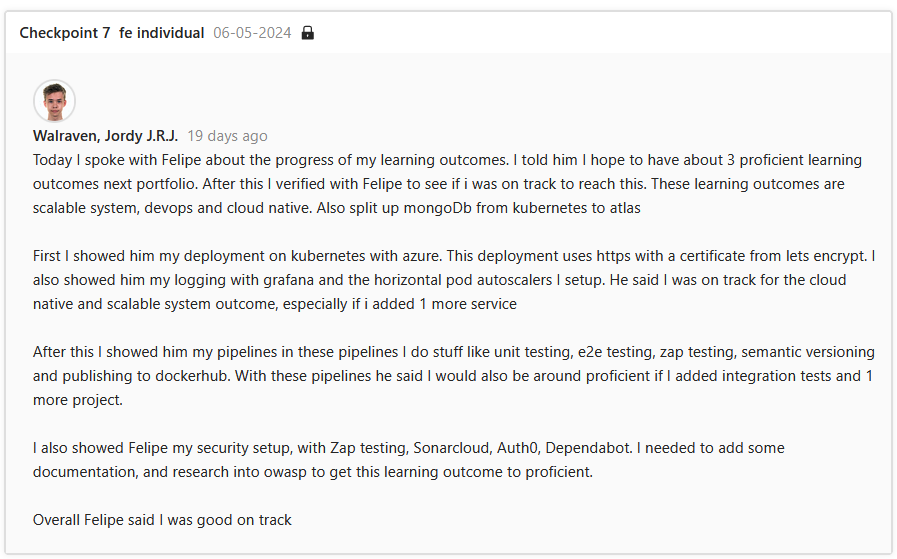 Checkpoint 7 fe individual 06-05-2024
Walraven, Jordy J.R.J. 19 days ago
Today I spoke with Felipe about the progress of my learning outcomes. I told him I hope to have about 3 proficient learning
outcomes next portfolio. After this I verified with Felipe to see if i was on track to reach this. These learning outcomes are
scalable system, devops and cloud native. Also split up mongoDb from kubernetes to atlas
First I showed him my deployment on kubernetes with azure. This deployment uses https with a certificate from lets encrypt. I
also showed him my logging with grafana and the horizontal pod autoscalers I setup. He said I was on track for the cloud
native and scalable system outcome, especially if i added 1 more service
After this I showed him my pipelines in these pipelines I do stuff like unit testing, e2e testing, zap testing, semantic versioning
and publishing to dockerhub. With these pipelines he said I would also be around proficient if I added integration tests and 1
more project.
I also showed Felipe my security setup, with Zap testing, Sonarcloud, Auth0, Dependabot. I needed to add some
documentation, and research into owasp to get this learning outcome to proficient.
Overall Felipe said I was good on track